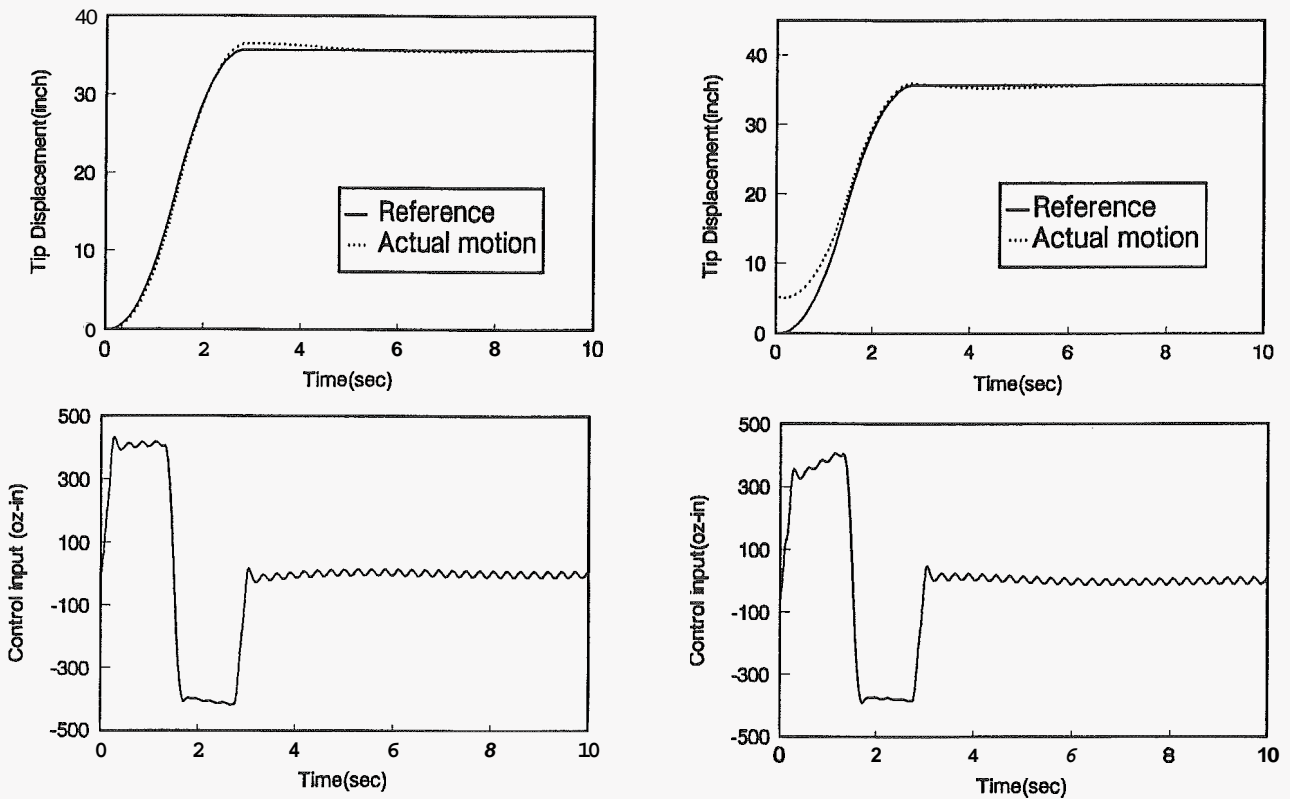 40
30
20
10
0
Tip Displacement(inch)
Reference
Actual motion
0 2 4 6 8 10
Time(sec)
40
30
20
10
0
Tip Displacement(inch)
Reference
Actual motion
0 2 4 6 8 10
Time(sec)
500
300
100
-100
-300
-500
Control input (oz-in)
0 2 4 6 8 10
Time(sec)
500
300
100
-100
-300
-500
Control input(oz-in)
0 2 4 6 8 10
Time(sec)